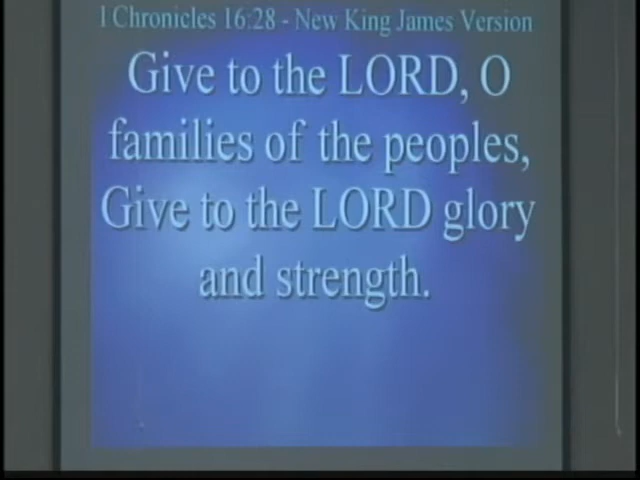 1 Chronicles 16:28 - New King James Version
Give to the LORD, O
families of the peoples,
Give to the LORD glory
and strength.